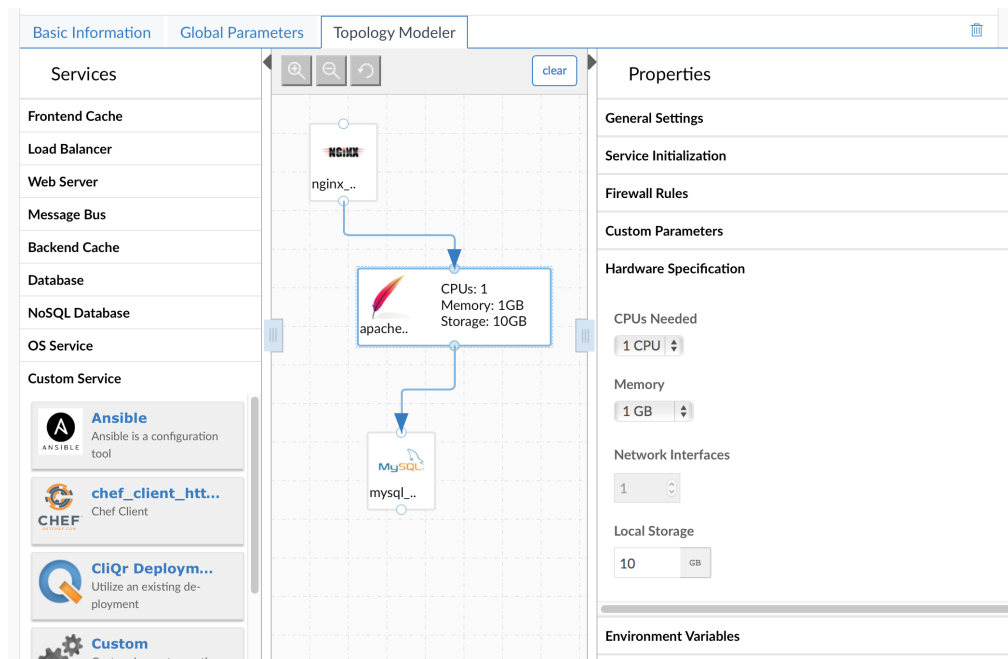 Basic Information
Global Parameters
Topology Modeler
Services
Frontend Cache
Load Balancer
Web Server
Message Bus
Backend Cache
Database
NoSQL Database
OS Service
Custom Service
ANSIBLE
Ansible
Ansible is a configuration
tool
CHEF
chef_client_htt...
Chef Client
CliQr Deploym...
Utilize an existing de-
ployment
Custom
clear
NGINX
nginx_..
apache..
CPUs: 1
Memory: 1GB
Storage: 10GB
MySQL
mysql_..
Properties
General Settings
Service Initialization
Firewall Rules
Custom Parameters
Hardware Specification
CPUs Needed
1 CPU
Memory
1 GB
Network Interfaces
1
Local Storage
10 GB
Environment Variables